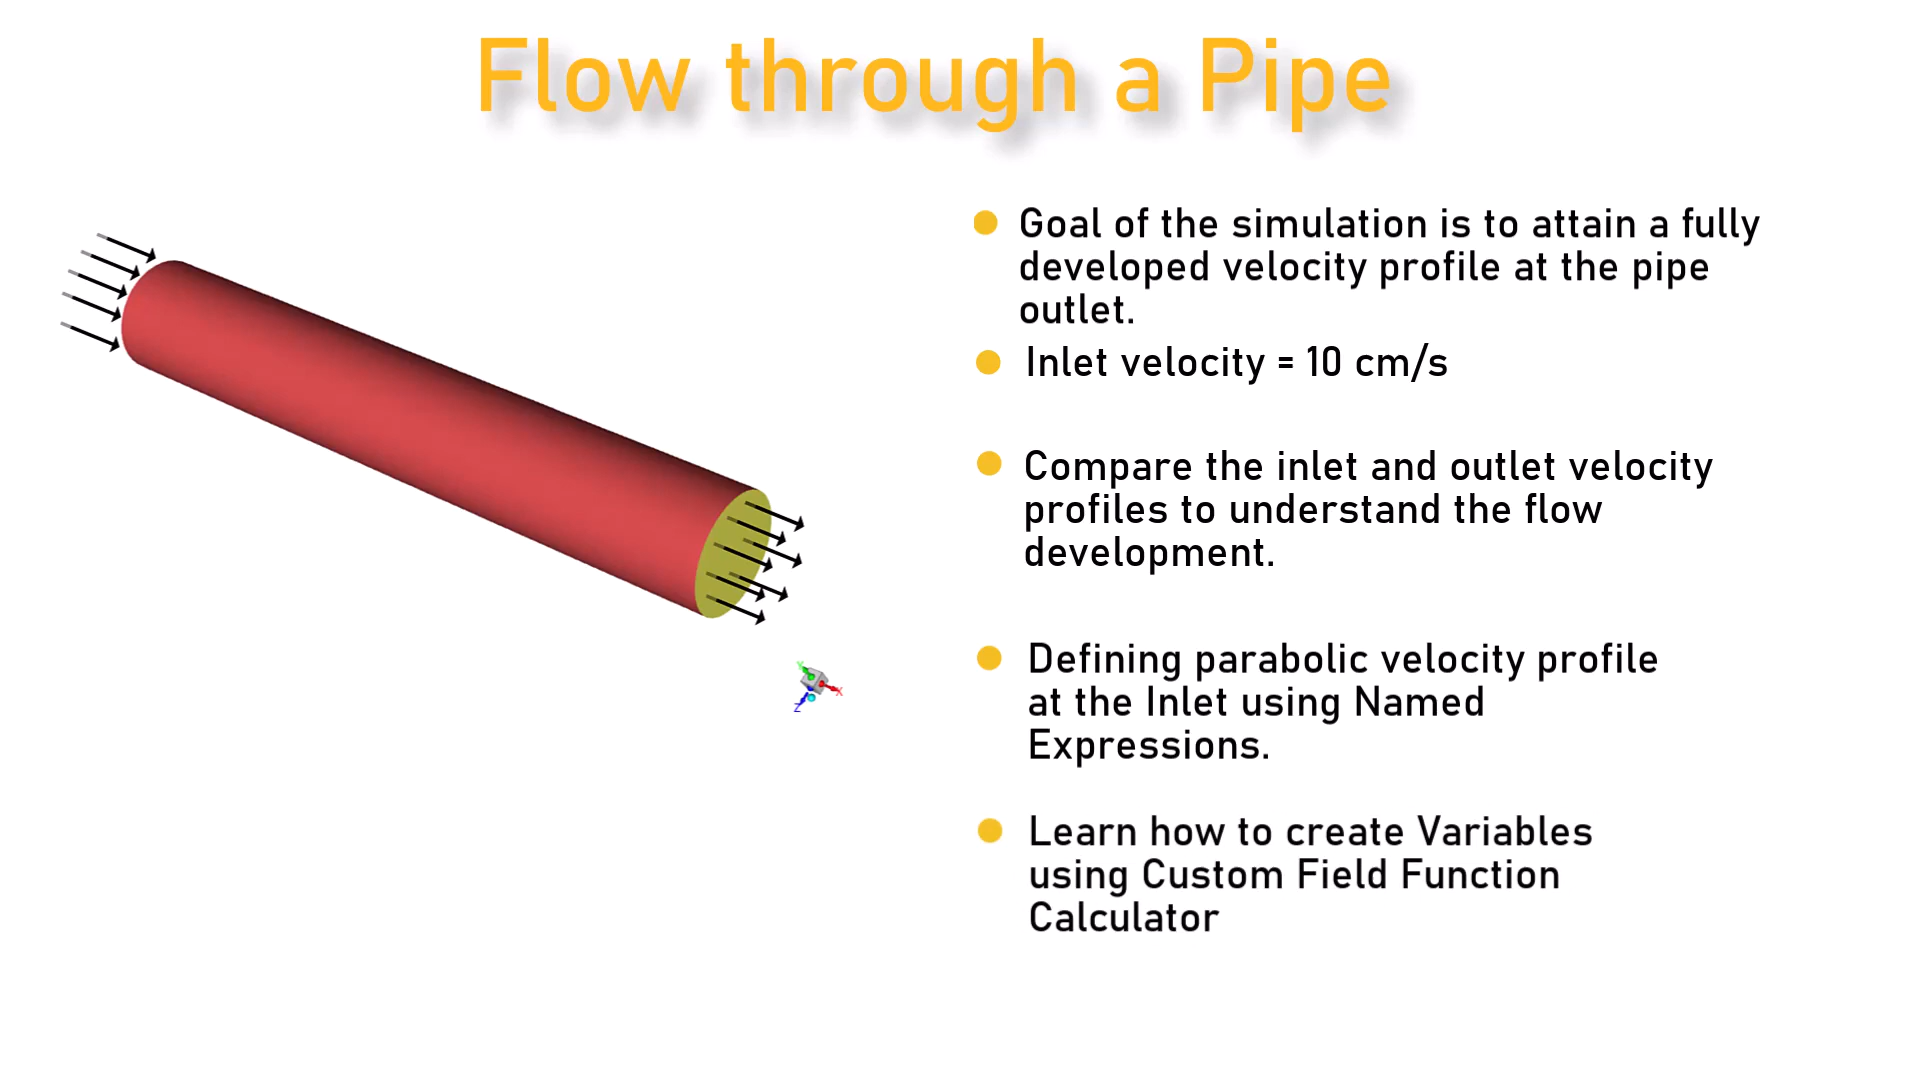 Flow through a Pipe
Goal of the simulation is to attain a fully
developed velocity profile at the pipe
outlet.
Inlet velocity = 10 cm/s
Compare the inlet and outlet velocity
profiles to understand the flow
development.
Defining parabolic velocity profile
at the Inlet using Named
Expressions.
Learn how to create Variables
using Custom Field Function
Calculator
Y
X
Z